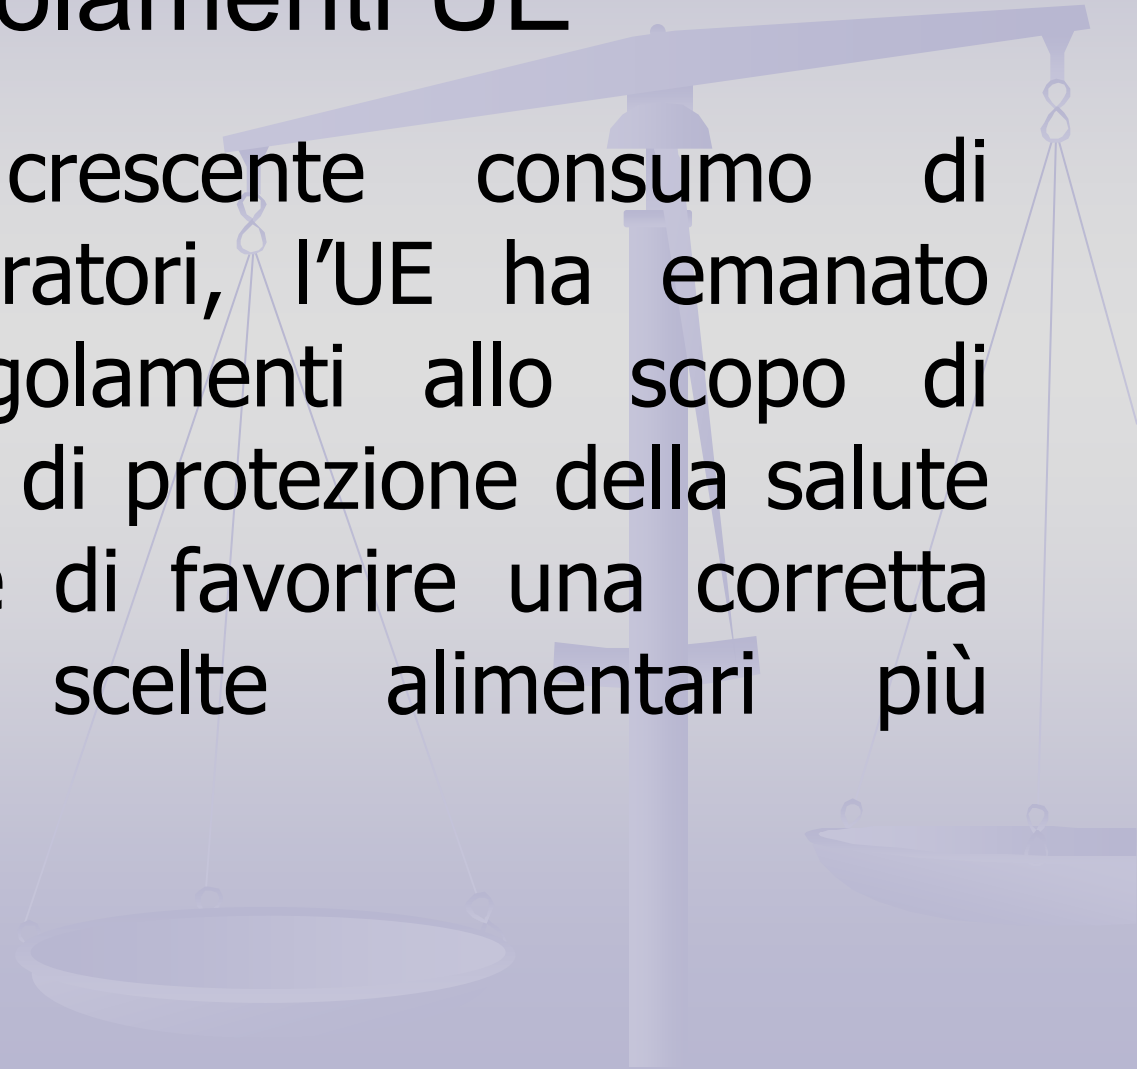 olamenti UE
crescente consumo di
ratori, l’UE ha emanato
golamenti allo scopo di
di protezione della salute
e di favorire una corretta
scelte alimentari più